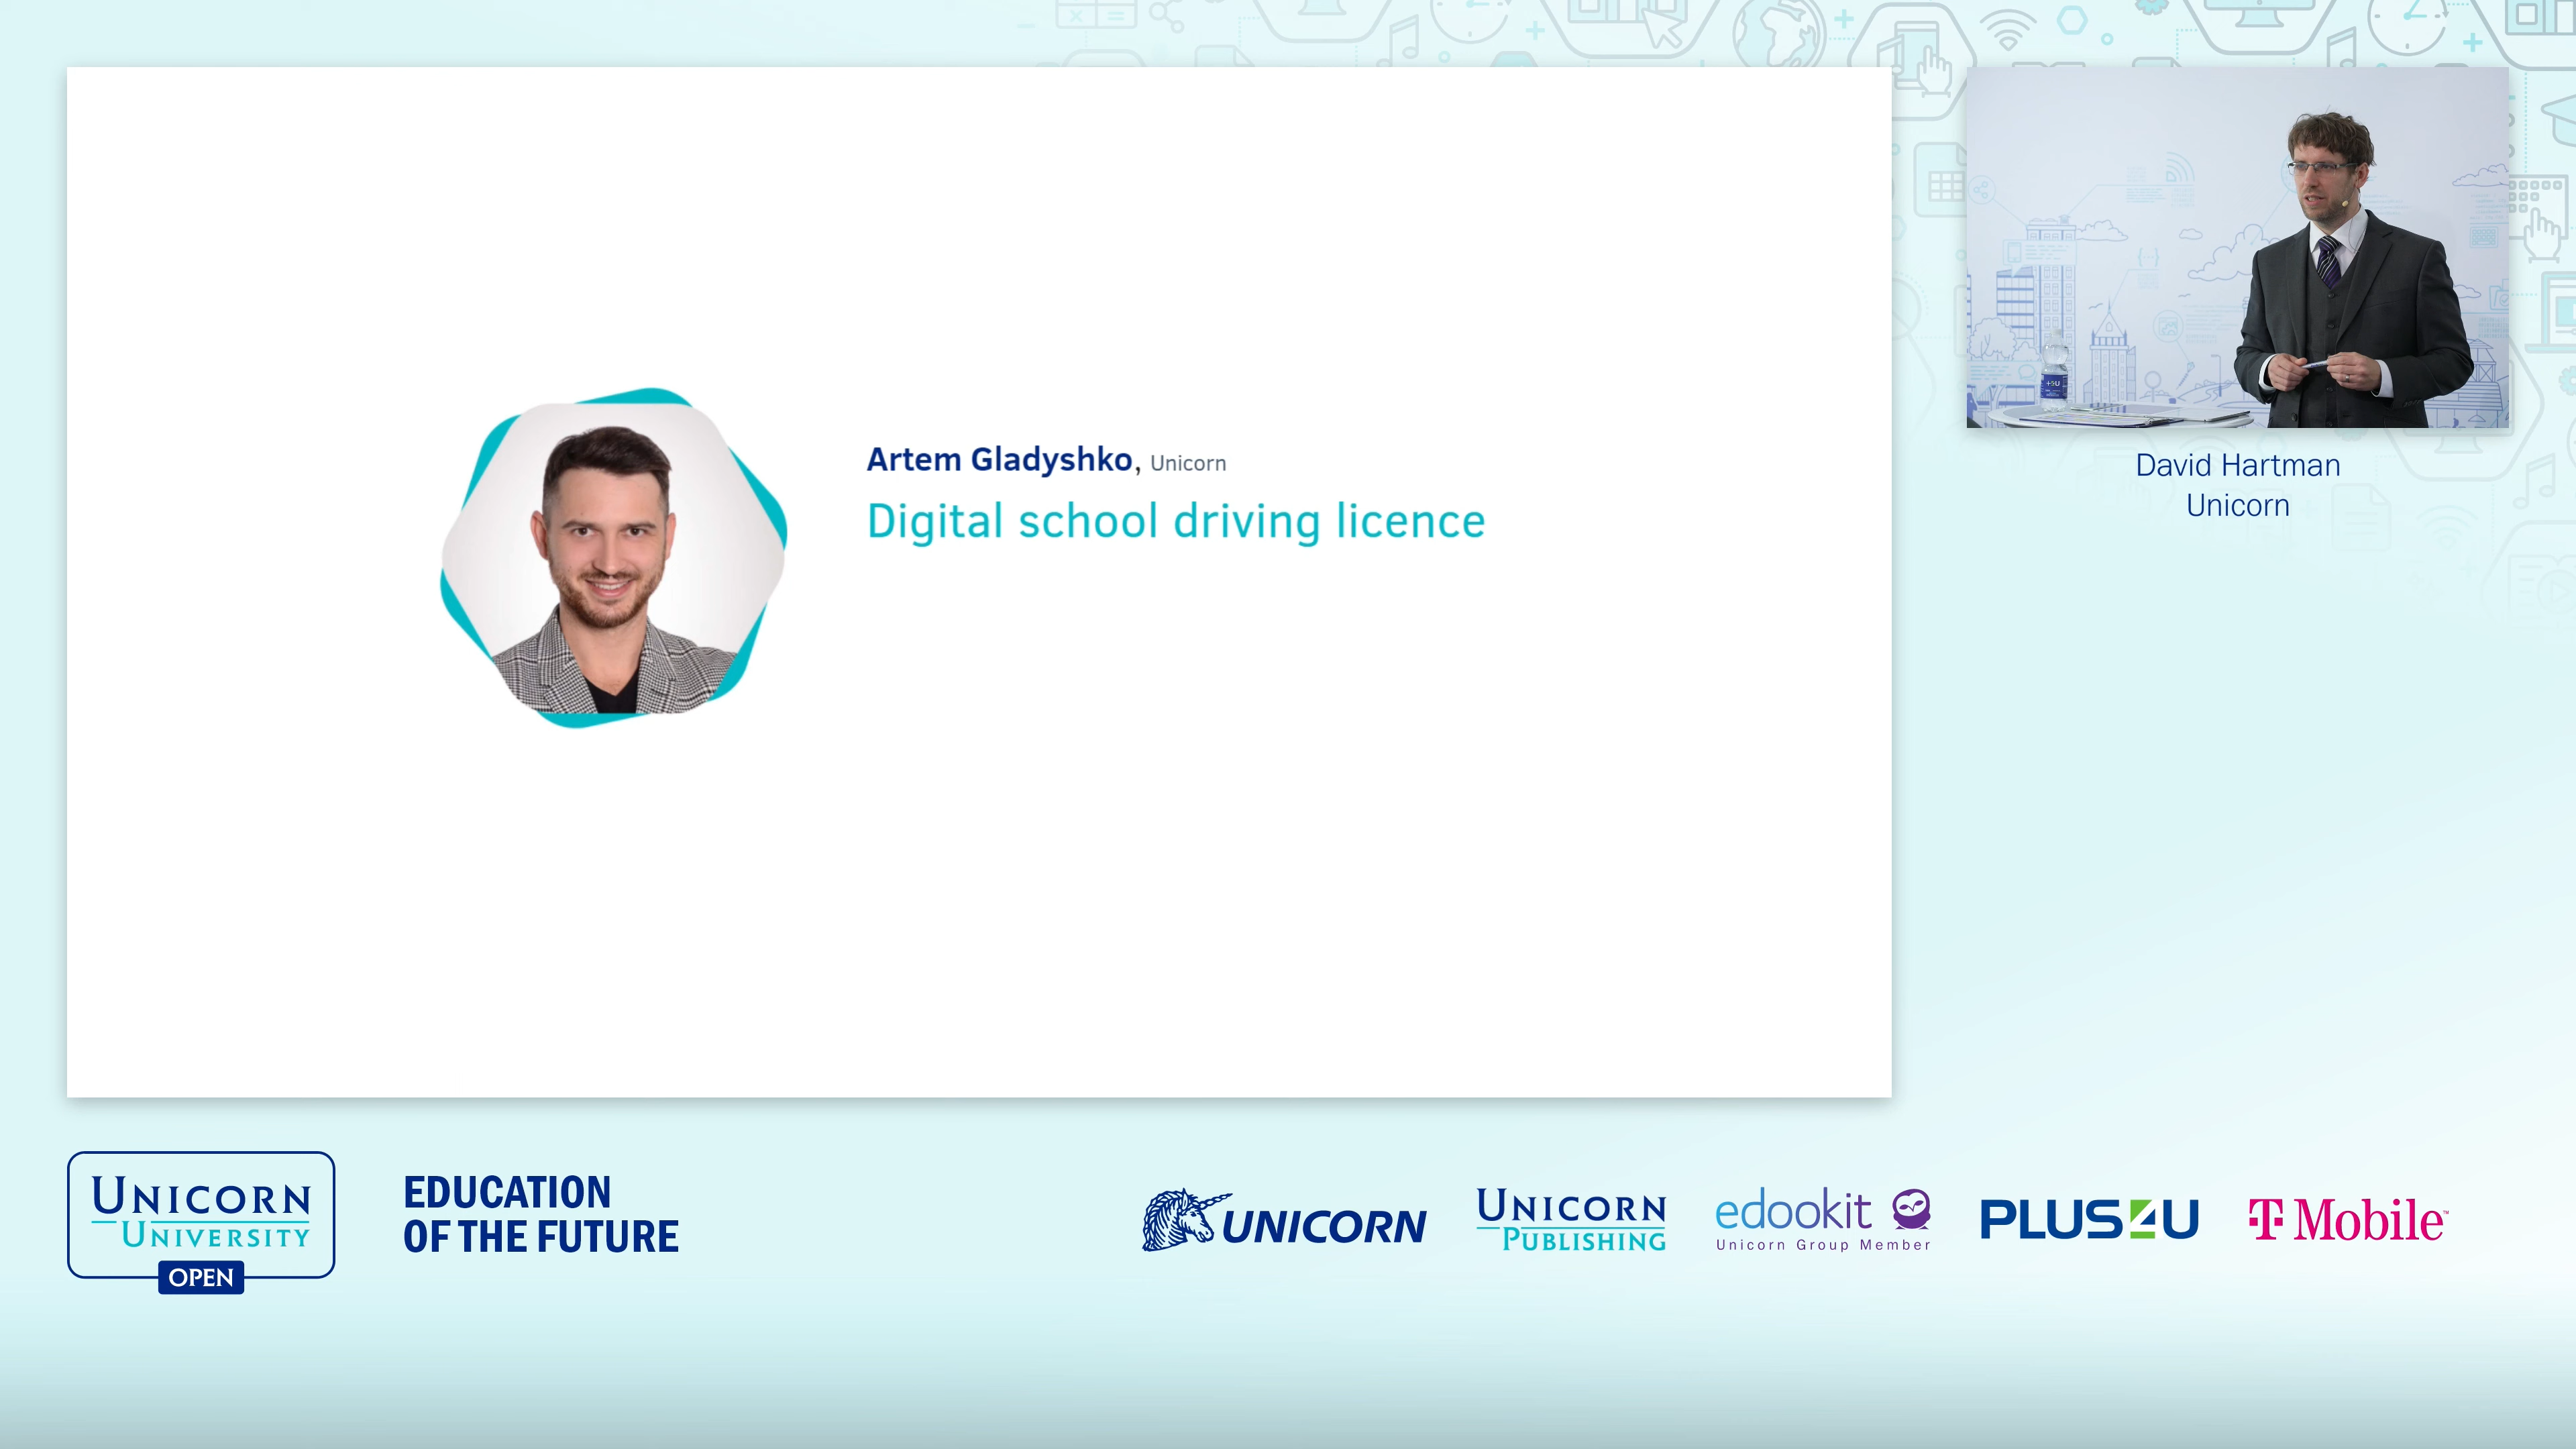 Artem Gladyshko, Unicorn
Digital school driving licence
David Hartman
Unicorn
UNICORN
UNIVERSITY
OPEN
EDUCATION
OF THE FUTURE
UNICORN
UNICORN
PUBLISHING
edookit
Unicorn Group Member
PLUS4U
T Mobile™